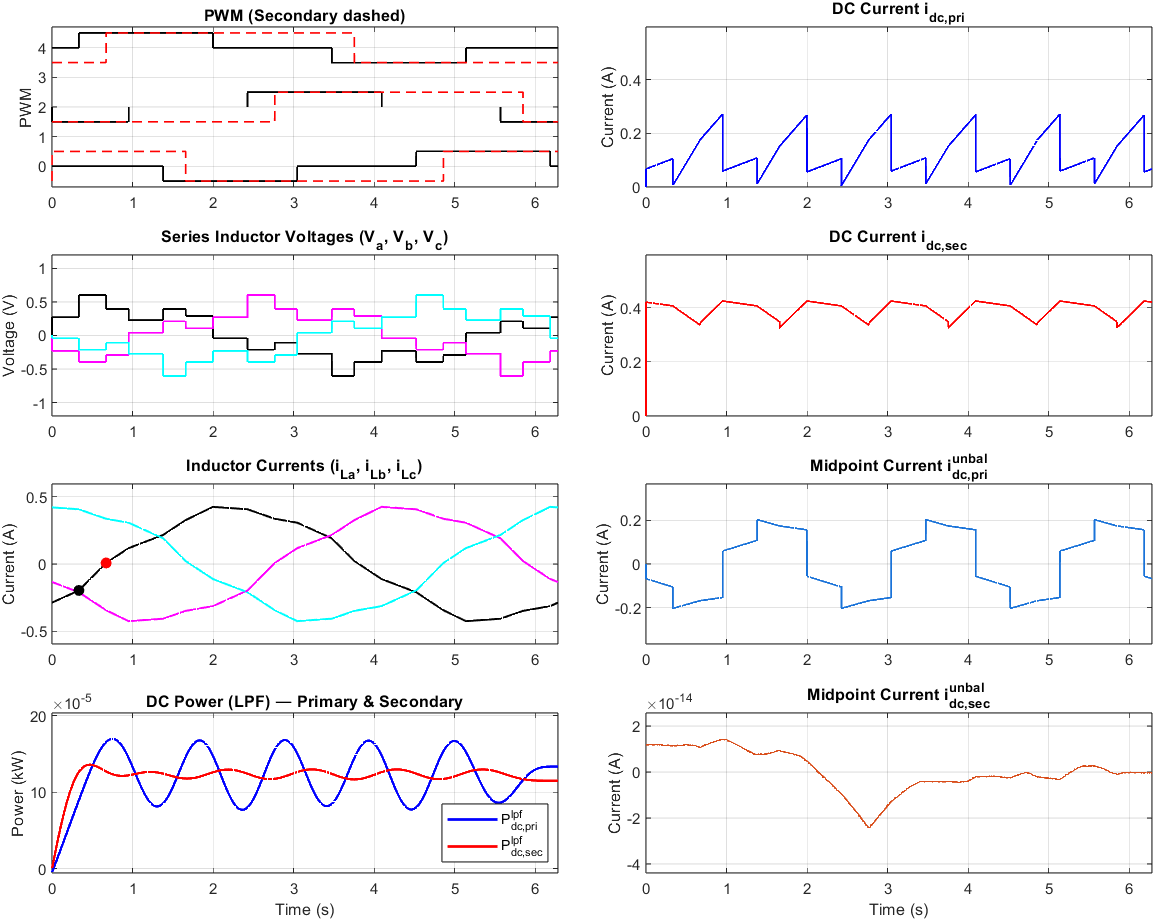 PWM (Secondary dashed)
PWM
4
3
2
1
0
0 1 2 3 4 5 6
DC Current i_dc,pri
Current (A)
0.4
0.2
0
0 1 2 3 4 5 6
Series Inductor Voltages (V_a, V_b, V_c)
Voltage (V)
1
0.5
0
-0.5
-1
0 1 2 3 4 5 6
DC Current i_dc,sec
Current (A)
0.4
0.2
0
0 1 2 3 4 5 6
Inductor Currents (i_La, i_Lb, i_Lc)
Current (A)
0.5
0
-0.5
0 1 2 3 4 5 6
Midpoint Current i_dc,pri^unbal
Current (A)
0.2
0
-0.2
0 1 2 3 4 5 6
DC Power (LPF) — Primary & Secondary
×10^-5
Power (kW)
20
10
0
P_dc,pri^lpf
P_dc,sec^lpf
0 1 2 3 4 5 6
Time (s)
Midpoint Current i_dc,sec^unbal
×10^-14
Current (A)
2
0
-2
-4
0 1 2 3 4 5 6
Time (s)